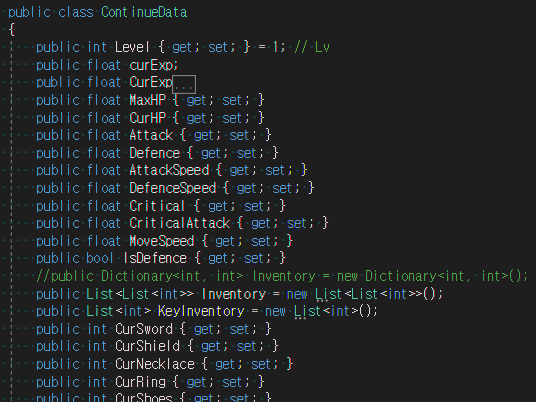 public class ContinueData
{
public int Level { get; set; } = 1; // Lv
public float curExp;
public float CurExp...
public float MaxHP { get; set; }
public float CurHP { get; set; }
public float Attack { get; set; }
public float Defence { get; set; }
public float AttackSpeed { get; set; }
public float DefenceSpeed { get; set; }
public float Critical { get; set; }
public float CriticalAttack { get; set; }
public float MoveSpeed { get; set; }
public bool IsDefence { get; set; }
//public Dictionary<int, int> Inventory = new Dictionary<int, int>();
public List<List<int>> Inventory = new List<List<int>>();
public List<int> KeyInventory = new List<int>();
public int CurSword { get; set; }
public int CurShield { get; set; }
public int CurNecklace { get; set; }
public int CurRing { get; set; }
public int CurShoes { get; set; }